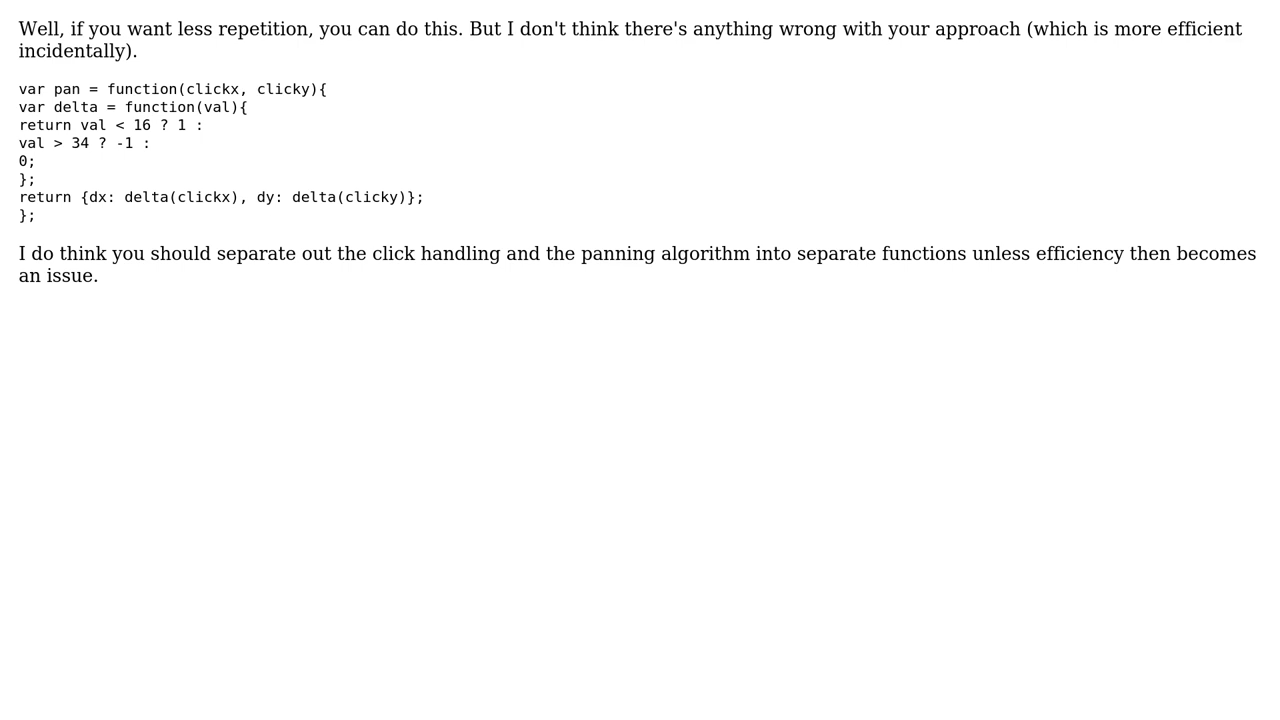 Well, if you want less repetition, you can do this. But I don't think there's anything wrong with your approach (which is more efficient
incidentally).
var pan = function(clickx, clicky){
var delta = function(val){
return val < 16 ? 1 :
val > 34 ? -1 :
0;
};
return {dx: delta(clickx), dy: delta(clicky)};
};
I do think you should separate out the click handling and the panning algorithm into separate functions unless efficiency then becomes
an issue.